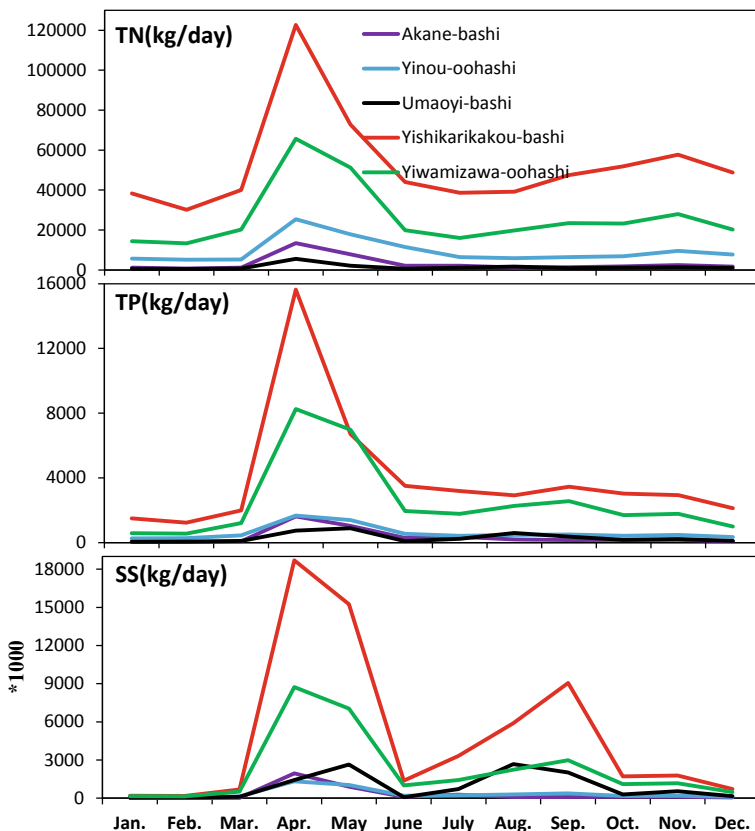 TN(kg/day)
120000
100000
80000
60000
40000
20000
0
Akane-bashi
Yinou-oohashi
Umaoyi-bashi
Yishikarikakou-bashi
Yiwamizawa-oohashi
TP(kg/day)
16000
12000
8000
4000
0
SS(kg/day)
*1000
18000
15000
12000
9000
6000
3000
0
Jan. Feb. Mar. Apr. May June July Aug. Sep. Oct. Nov. Dec.